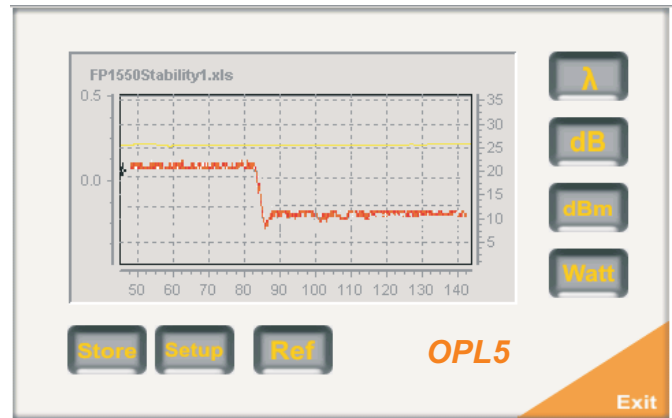 FP1550Stability1.xls
0.5
0.0
35
30
25
20
15
10
5
50 60 70 80 90 100 110 120 130 140
λ
dB
dBm
Watt
Store Setup Ref OPL5
Exit